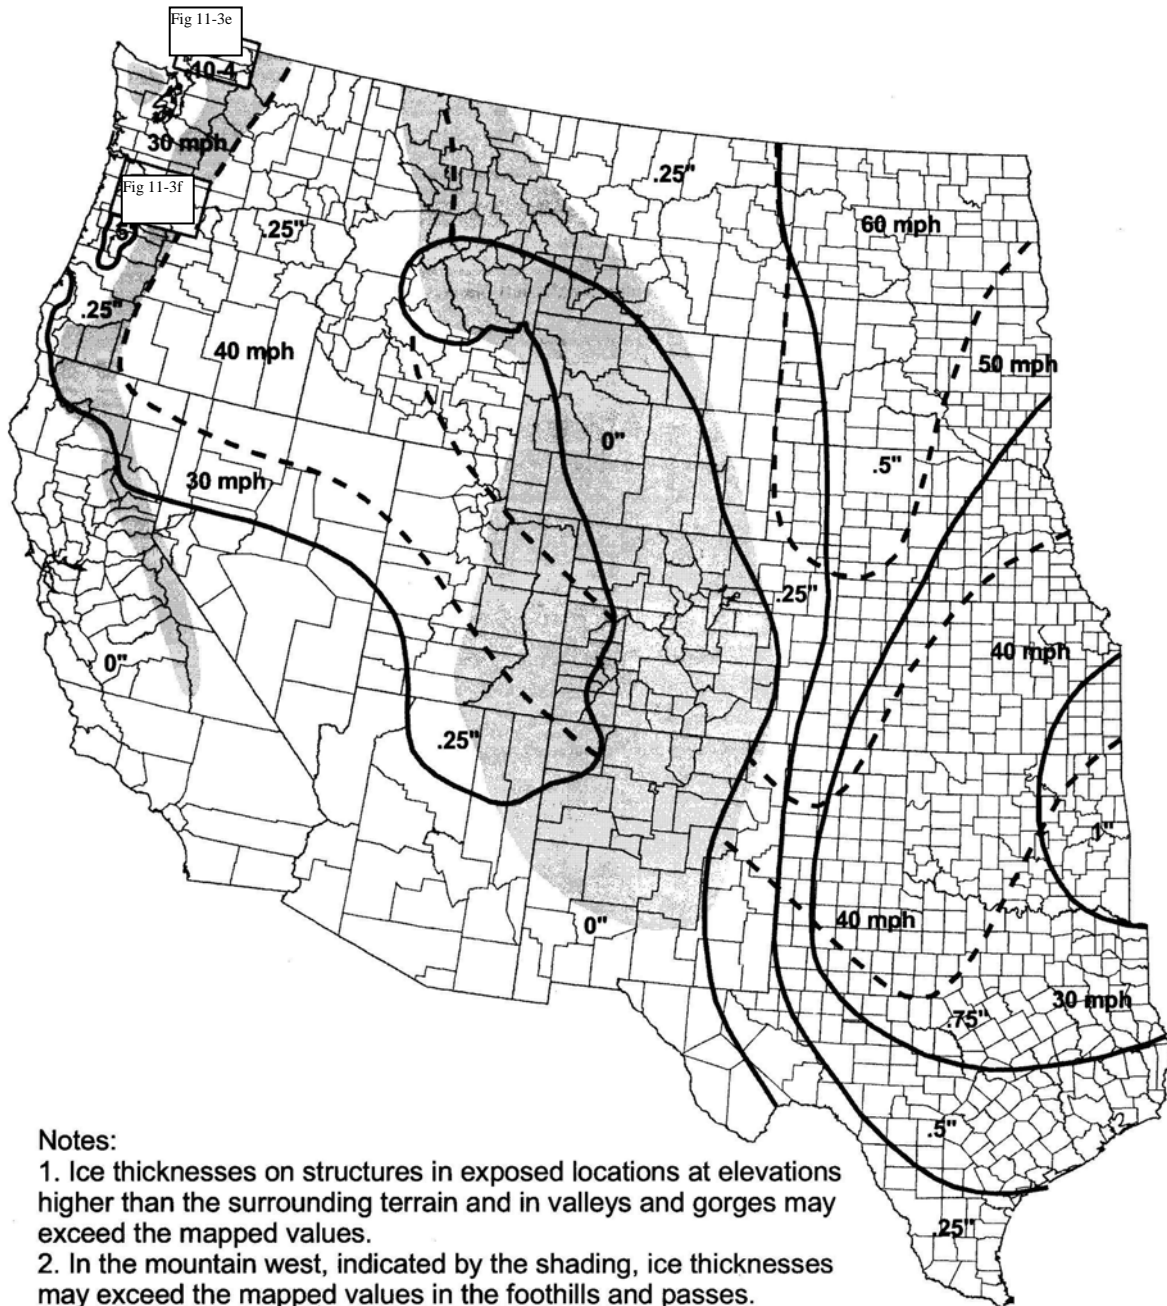 Fig 11-3e
10-4
30 mph
.25"
60 mph
Fig 11-3f
.25"
.5
.25"
40 mph
50 mph
0"
.5"
30 mph
.25"
40 mph
0"
.25"
1"
40 mph
0"
30 mph
.75"
.5"
.25"
Notes:
1. Ice thicknesses on structures in exposed locations at elevations
higher than the surrounding terrain and in valleys and gorges may
exceed the mapped values.
2. In the mountain west, indicated by the shading, ice thicknesses
may exceed the mapped values in the foothills and passes.